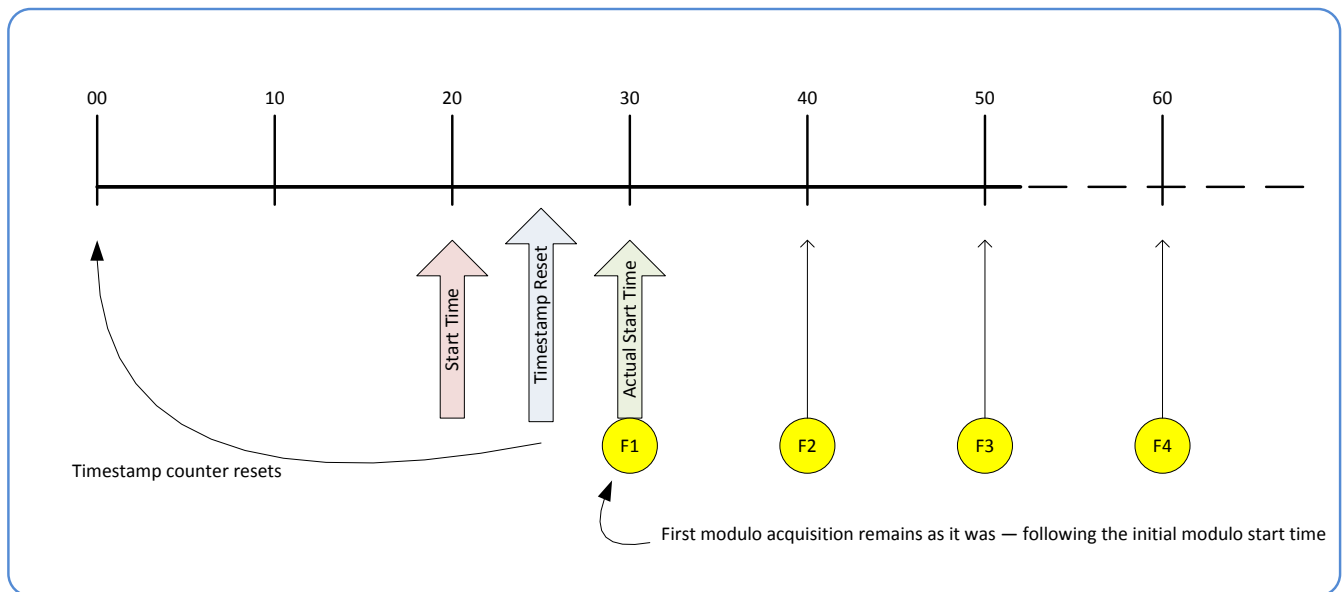 00 10 20 30 40 50 60
Start Time
Timestamp Reset
Actual Start Time
F1 F2 F3 F4
Timestamp counter resets
First modulo acquisition remains as it was — following the initial modulo start time